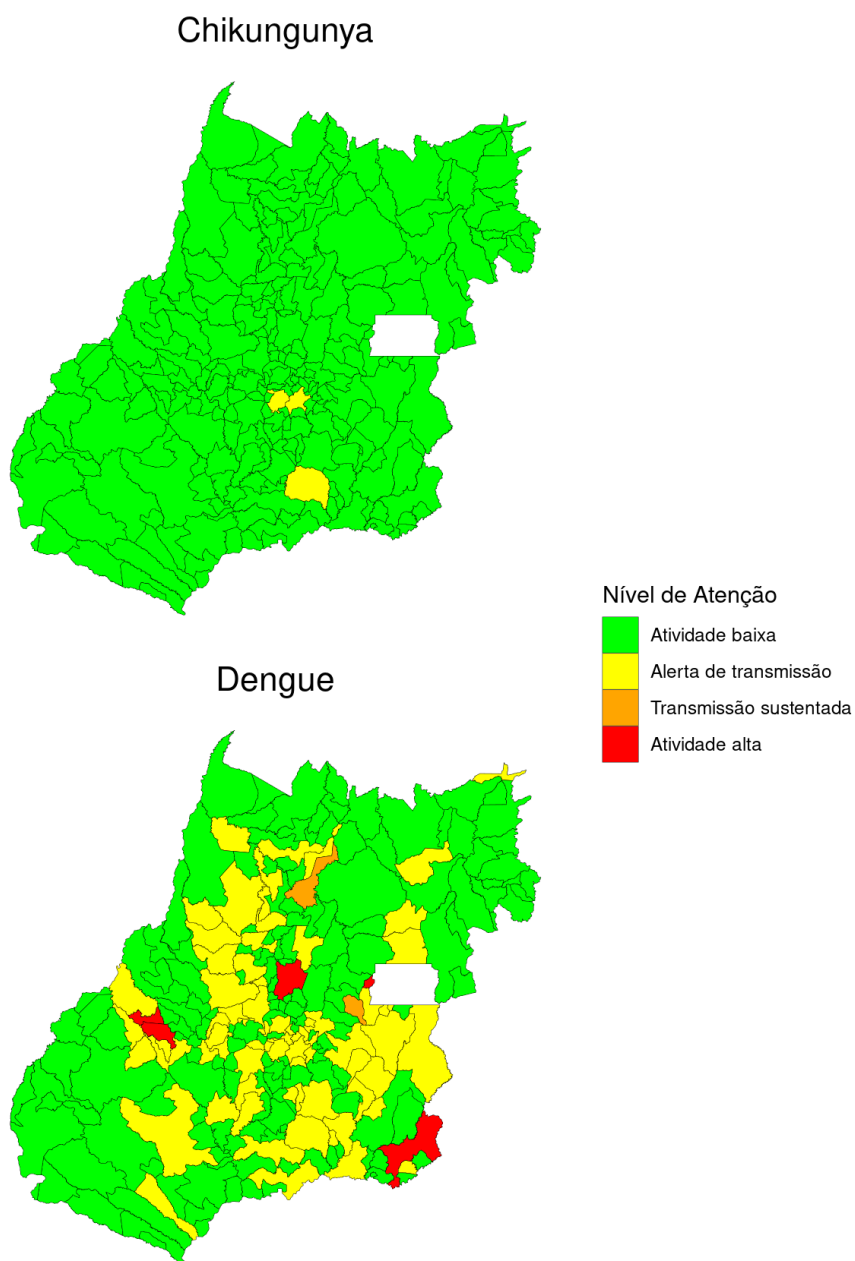 Chikungunya
Nível de Atenção
Atividade baixa
Alerta de transmissão
Transmissão sustentada
Atividade alta
Dengue